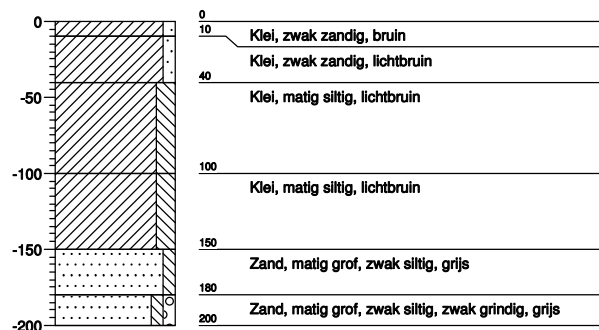 0
-50
-100
-150
-200
0
Klei, zwak zandig, bruin
10
Klei, zwak zandig, lichtbruin
40
Klei, matig siltig, lichtbruin
100
Klei, matig siltig, lichtbruin
150
Zand, matig grof, zwak siltig, grijs
180
Zand, matig grof, zwak siltig, zwak grindig, grijs
200